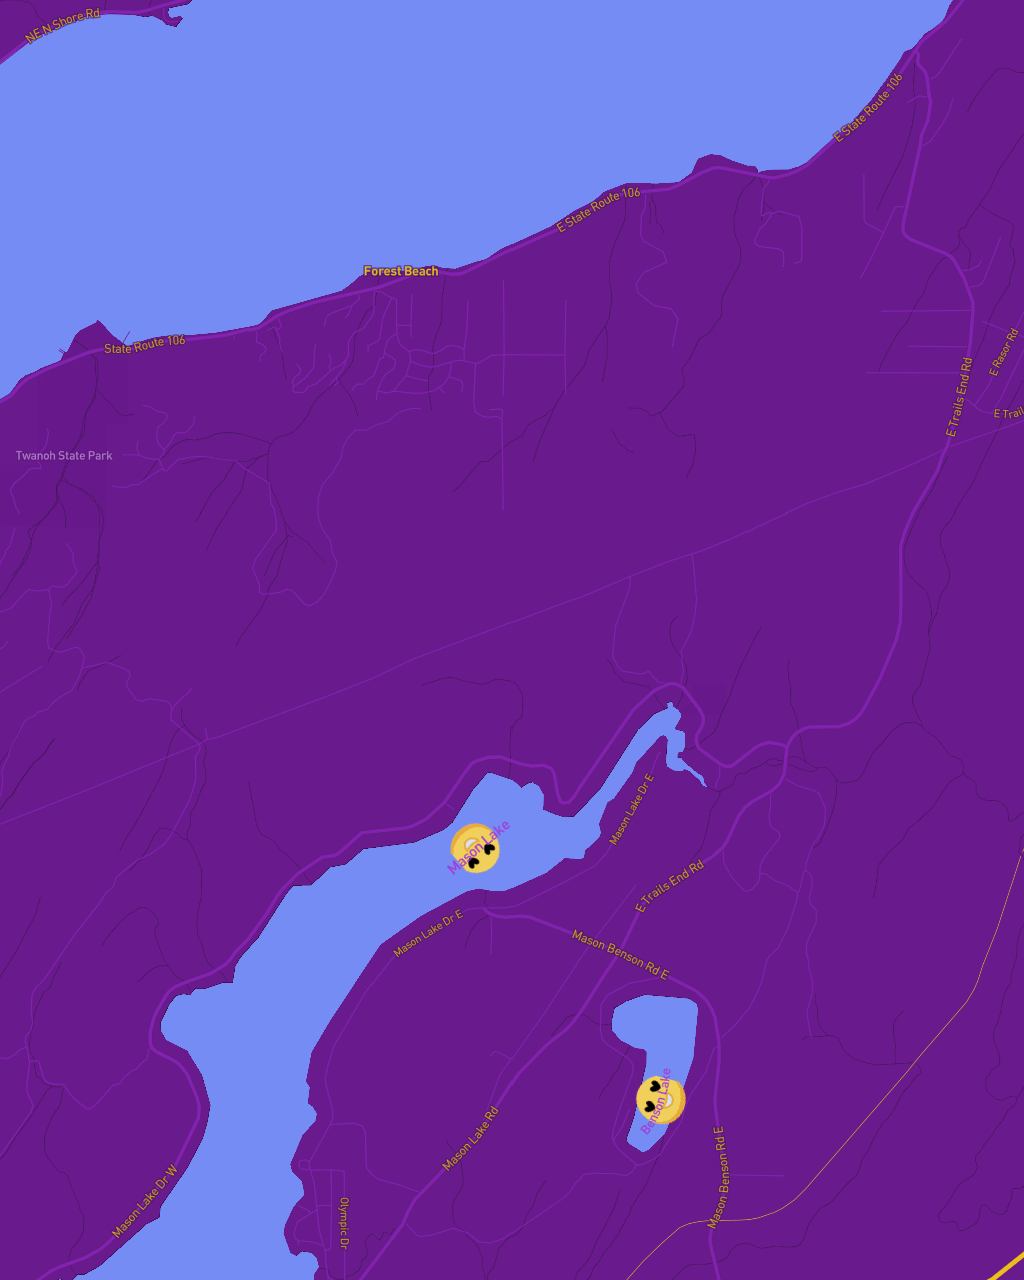 NE N Shore Rd
E State Route 106
E State Route 106
Forest Beach
State Route 106
E Rasor Rd
E Trails End Rd
E Trail
Twanoh State Park
Mason Lake Dr E
Mason Lake
E Trails End Rd
Mason Lake Dr E
Mason Benson Rd E
Benson Lake
Mason Lake Rd
Mason Benson Rd E
Mason Lake Dr W
Olympic Dr